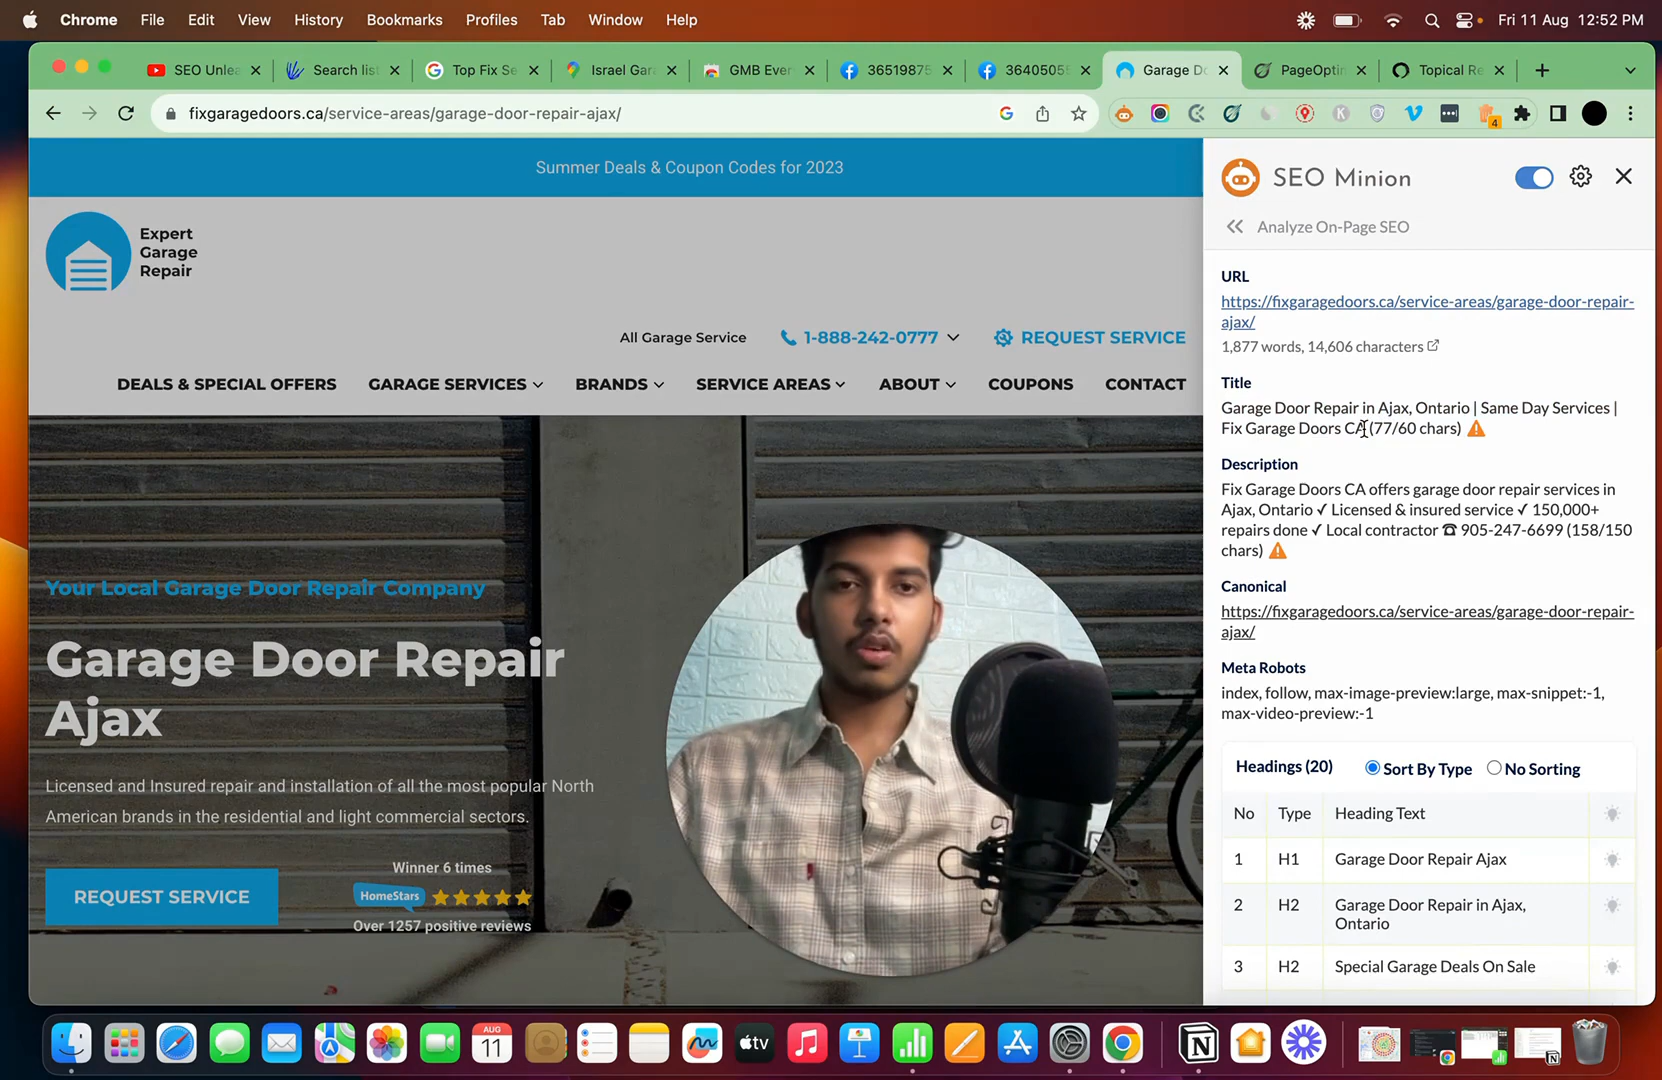 Chrome File Edit View History Bookmarks Profiles Tab Window Help Fri 11 Aug 12:52 PM
SEO Unlea Search list Top Fix Se Israel Gar GMB Ever 36519875 3640505 Garage Do PageOptim Topical Re
fixgaragedoors.ca/service-areas/garage-door-repair-ajax/
4
Summer Deals & Coupon Codes for 2023
Expert
Garage
Repair
All Garage Service 1-888-242-0777 REQUEST SERVICE
DEALS & SPECIAL OFFERS GARAGE SERVICES BRANDS SERVICE AREAS ABOUT COUPONS CONTACT
Your Local Garage Door Repair Company
Garage Door Repair
Ajax
Licensed and Insured repair and installation of all the most popular North
American brands in the residential and light commercial sectors.
REQUEST SERVICE
Winner 6 times
HomeStars
Over 1257 positive reviews
SEO Minion
Analyze On-Page SEO
URL
https://fixgaragedoors.ca/service-areas/garage-door-repair-
ajax/
1,877 words, 14,606 characters
Title
Garage Door Repair in Ajax, Ontario | Same Day Services |
Fix Garage Doors CA (77/60 chars)
Description
Fix Garage Doors CA offers garage door repair services in
Ajax, Ontario ✓ Licensed & insured service ✓ 150,000+
repairs done ✓ Local contractor ☎ 905-247-6699 (158/150
chars)
Canonical
https://fixgaragedoors.ca/service-areas/garage-door-repair-
ajax/
Meta Robots
index, follow, max-image-preview:large, max-snippet:-1,
max-video-preview:-1
Headings (20) Sort By Type No Sorting
No Type Heading Text
1 H1 Garage Door Repair Ajax
2 H2 Garage Door Repair in Ajax,
Ontario
3 H2 Special Garage Deals On Sale
AUG
11
tv